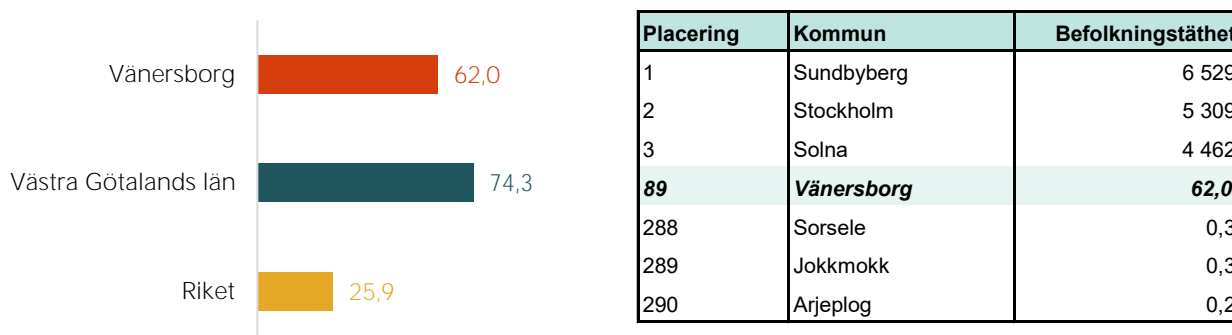 Vänersborg 62,0
Västra Götalands län 74,3
Riket 25,9
Placering Kommun Befolkningstäthet
1 Sundbyberg 6 529
2 Stockholm 5 309
3 Solna 4 462
89 Vänersborg 62,0
288 Sorsele 0,3
289 Jokkmokk 0,3
290 Arjeplog 0,2